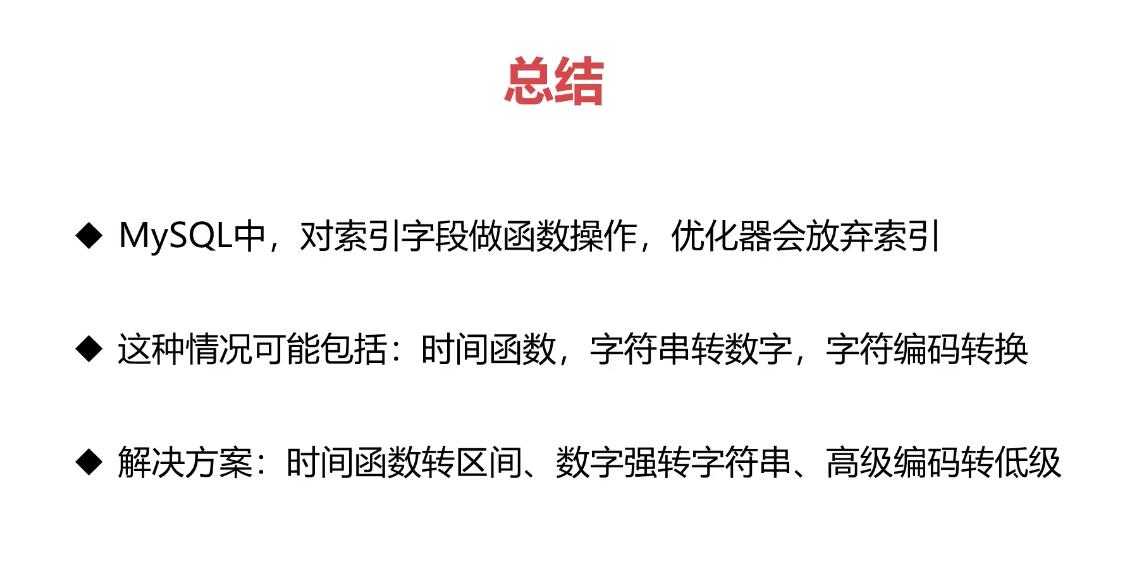 总结
◆ MySQL中，对索引字段做函数操作，优化器会放弃索引
◆ 这种情况可能包括：时间函数，字符串转数字，字符编码转换
◆ 解决方案：时间函数转区间、数字强转字符串、高级编码转低级